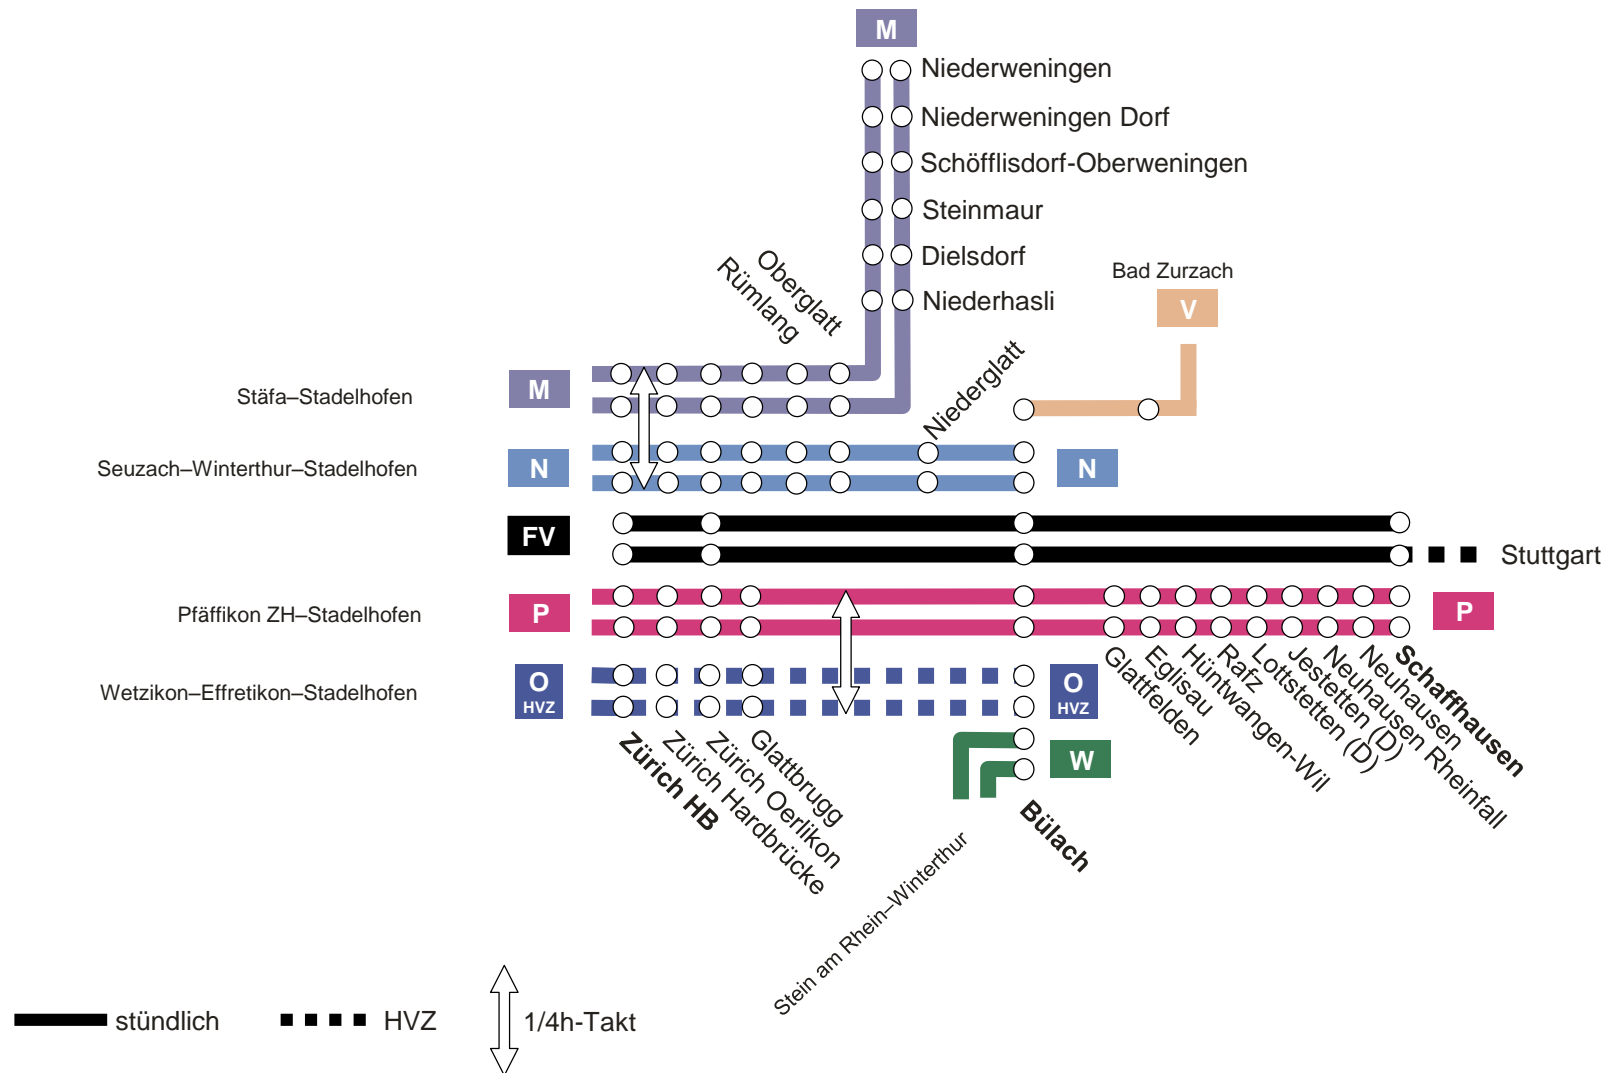 M
Niederweningen
Niederweningen Dorf
Schöfflisdorf-Oberweningen
Steinmaur
Dielsdorf
Niederhasli
Oberglatt
Rümlang
Bad Zurzach
V
Niederglatt
Stäfa–Stadelhofen
M
Seuzach–Winterthur–Stadelhofen
N
N
FV
Stuttgart
Pfäffikon ZH–Stadelhofen
P
P
Wetzikon–Effretikon–Stadelhofen
O
HVZ
O
HVZ
W
Zürich HB
Zürich Hardbrücke
Zürich Oerlikon
Glattbrugg
Bülach
Glattfelden
Eglisau
Hüntwangen-Wil
Rafz
Lottstetten (D)
Jestetten (D)
Neuhausen Rheinfall
Neuhausen
Schaffhausen
Stein am Rhein–Winterthur
stündlich
HVZ
1/4h-Takt